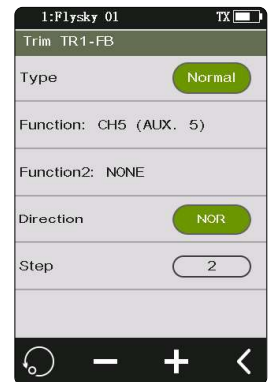 1:Flysky 01 TX
Trim TR1-FB
Type Normal
Function: CH5 (AUX. 5)
Function2: NONE
Direction NOR
Step 2